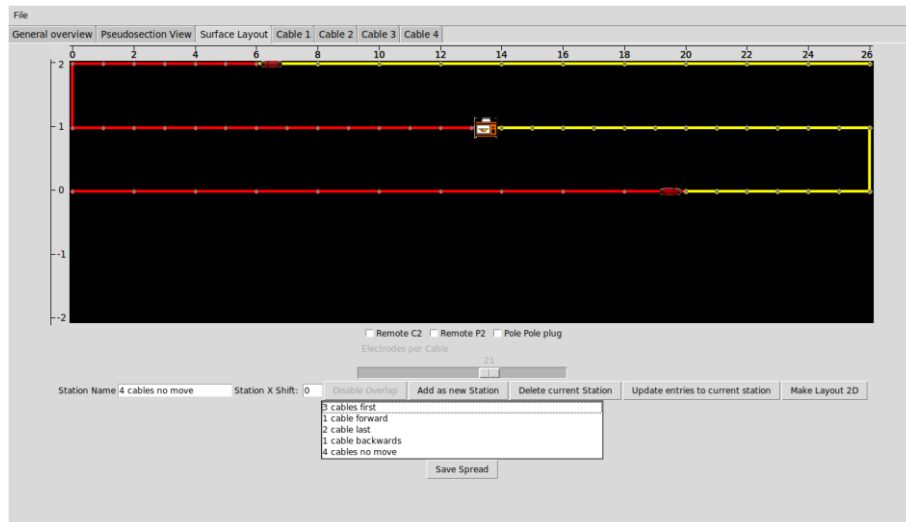 File
General overview Pseudosection View Surface Layout Cable 1 Cable 2 Cable 3 Cable 4
0 2 4 6 8 10 12 14 16 18 20 22 24 26
2
1
0
-1
-2
Remote C2 Remote P2 Pole Pole plug
Electrodes per Cable
21
Station Name 4 cables no move Station X Shift: 0 Disable Overlap Add as new Station Delete current Station Update entries to current station Make Layout 2D
3 cables first
1 cable forward
2 cable last
1 cable backwards
4 cables no move
Save Spread